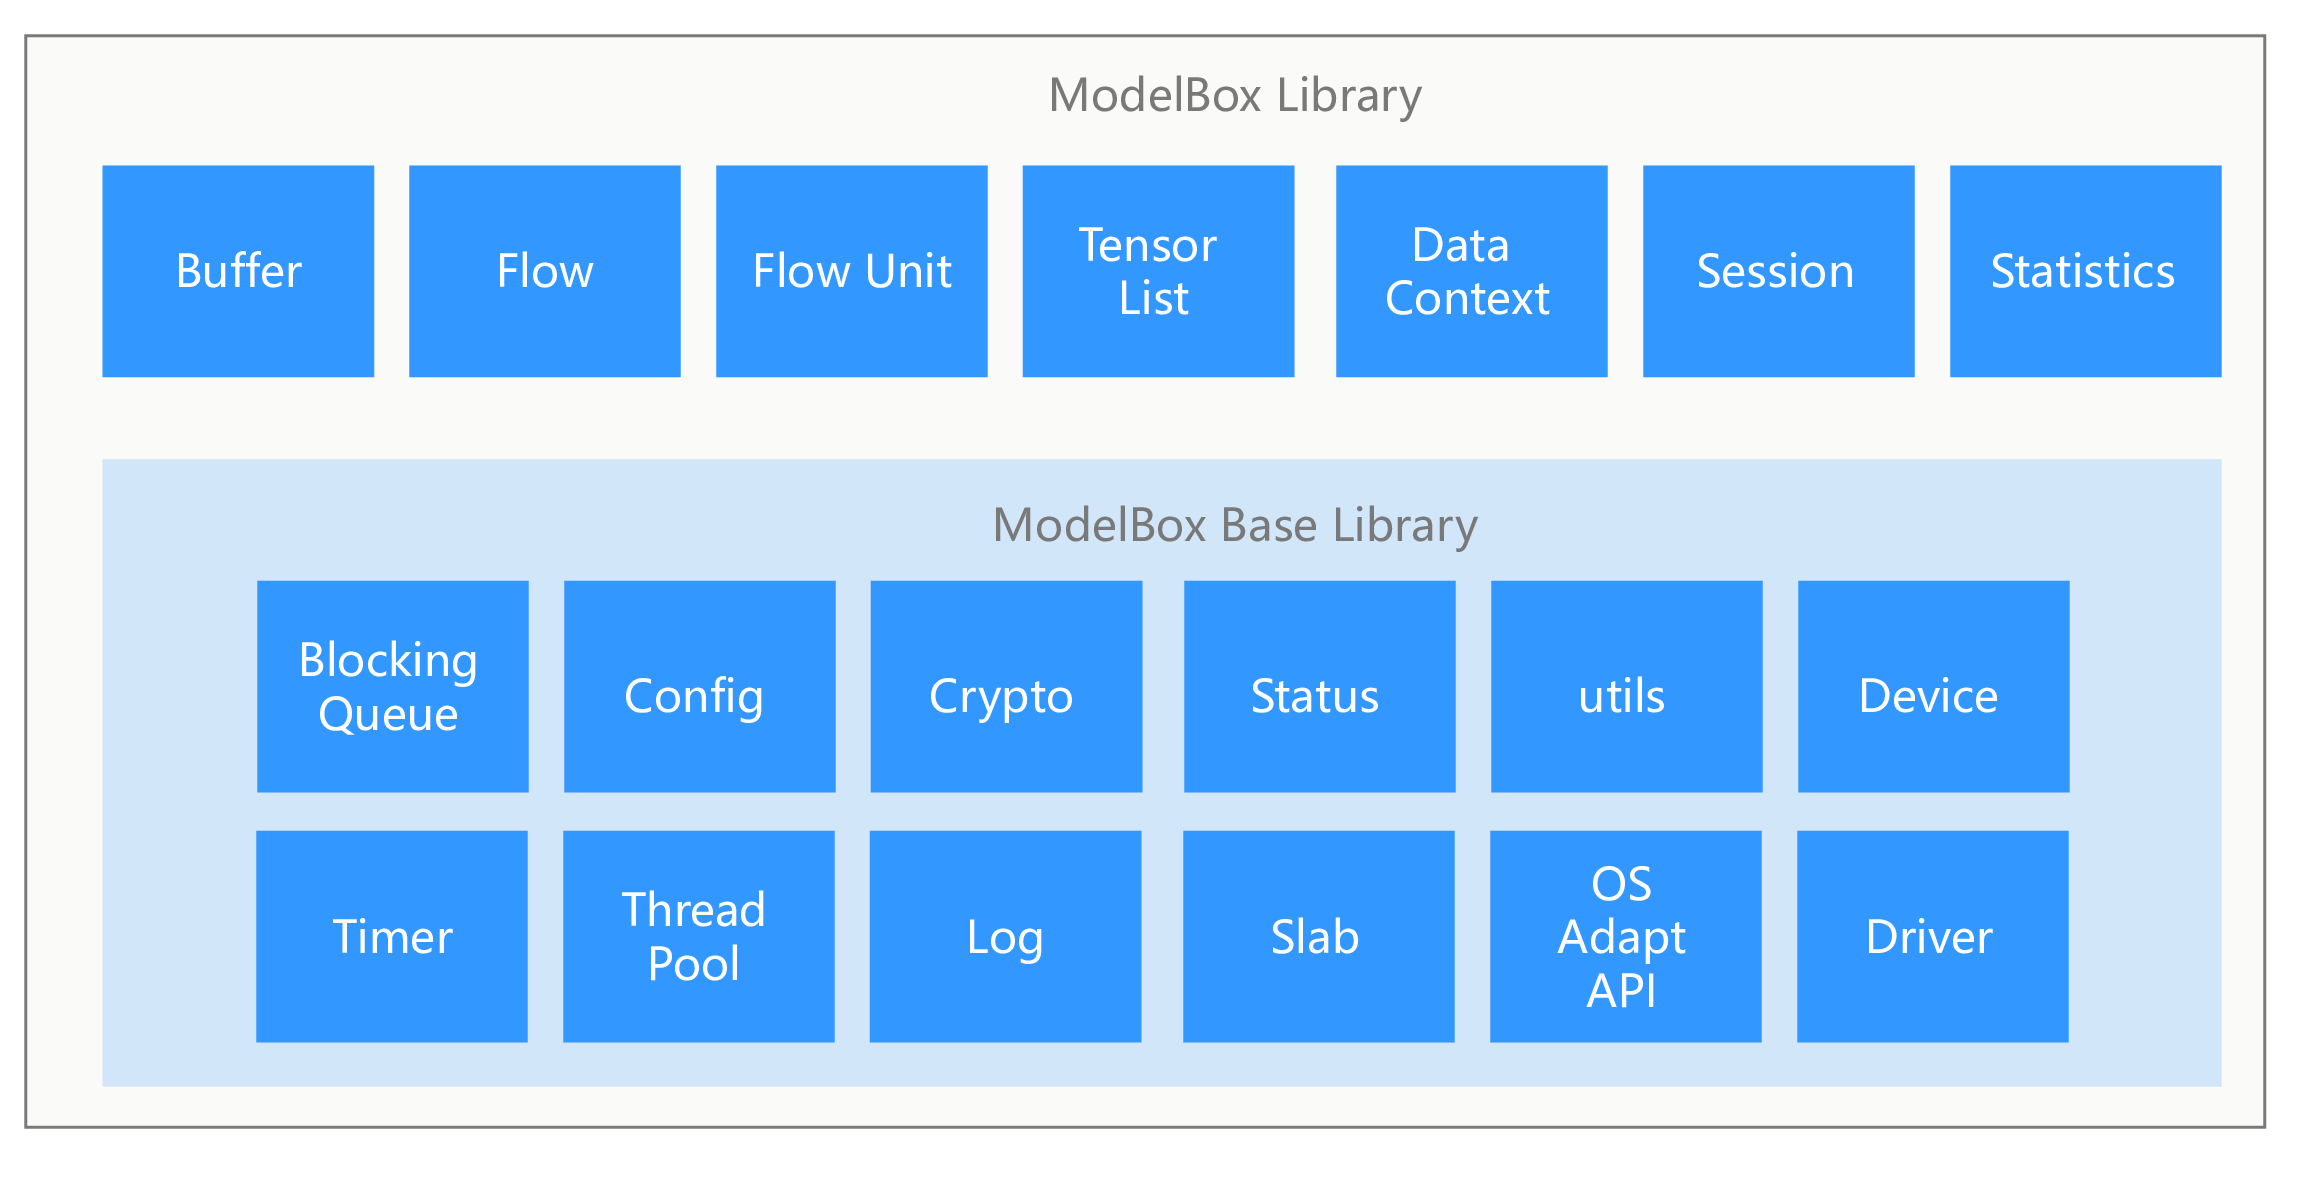 ModelBox Library
Buffer
Flow
Flow Unit
Tensor
List
Data
Context
Session
Statistics
ModelBox Base Library
Blocking
Queue
Config
Crypto
Status
utils
Device
Timer
Thread
Pool
Log
Slab
OS
Adapt
API
Driver